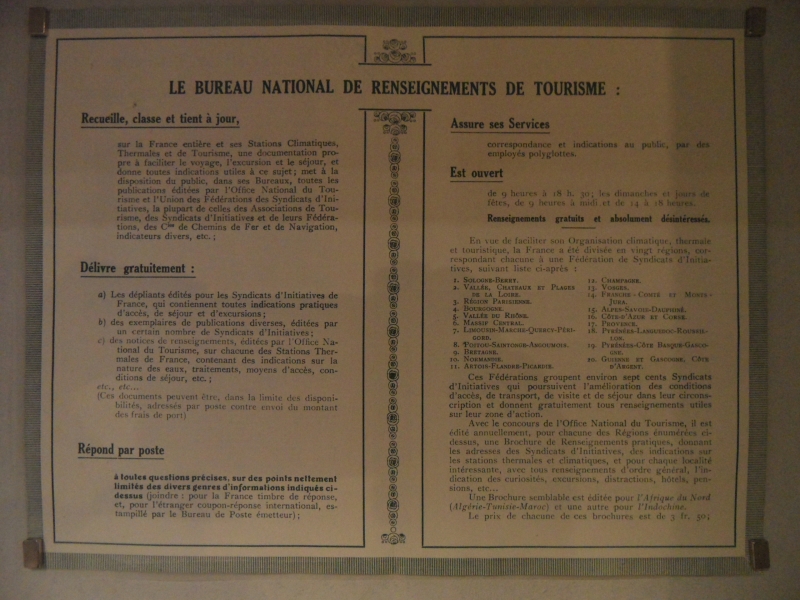 LE BUREAU NATIONAL DE RENSEIGNEMENTS DE TOURISME :
Recueille, classe et tient à jour,
sur la France entière et ses Stations Climatiques,
Thermales et de Tourisme, une documentation pro-
pre à faciliter le voyage, l'excursion et le séjour, et
donne toutes indications utiles à ce sujet; met à la
disposition du public, dans ses Bureaux, toutes les
publications éditées par l'Office National du Tou-
risme et l'Union des Fédérations des Syndicats d'Ini-
tiatives, la plupart de celles des Associations de Tou-
risme, des Syndicats d'Initiatives et de leurs Fédéra-
tions, des Cies de Chemins de Fer et de Navigation,
indicateurs divers, etc. ;
Délivre gratuitement :
a) Les dépliants édités pour les Syndicats d'Initiatives de
France, qui contiennent toutes indications pratiques
d'accès, de séjour et d'excursions;
b) des exemplaires de publications diverses, éditées par
un certain nombre de Syndicats d'Initiatives;
c) des notices de renseignements, éditées par l'Office Na-
tional du Tourisme, sur chacune des Stations Ther-
males de France, contenant des indications sur la
nature des eaux, traitements, moyens d'accès, con-
ditions de séjour, etc. ;
etc., etc...
(Ces documents peuvent être, dans la limite des disponi-
bilités, adressés par poste contre envoi du montant
des frais de port)
Répond par poste
à toutes questions précises, sur des points nettement
limités des divers genres d'informations indiqués ci-
dessus (joindre : pour la France timbre de réponse,
et, pour l'étranger coupon-réponse international, es-
tampillé par le Bureau de Poste émetteur) ;
Assure ses Services
correspondance et indications au public, par des
employés polyglottes.
Est ouvert
de 9 heures à 18 h. 30; les dimanches et jours de
fêtes, de 9 heures à midi et de 14 à 18 heures.
Renseignements gratuits et absolument désintéressés.
En vue de faciliter son Organisation climatique, thermale
et touristique, la France a été divisée en vingt régions, cor-
respondant chacune à une Fédération de Syndicats d'Initia-
tives, suivant liste ci-après :
1. SOLOGNE-BERRY.
2. VALLÉE, CHATEAUX ET PLAGES
DE LA LOIRE.
3. RÉGION PARISIENNE.
4. BOURGOGNE.
5. VALLÉE DU RHÔNE.
6. MASSIF CENTRAL.
7. LIMOUSIN-MARCHE-QUERCY-PÉRI-
GORD.
8. POITOU-SAINTONGE-ANGOUMOIS.
9. BRETAGNE.
10. NORMANDIE.
11. ARTOIS-FLANDRE-PICARDIE.
12. CHAMPAGNE.
13. VOSGES.
14. FRANCHE-COMTÉ ET MONTS-
JURA.
15. ALPES-SAVOIE-DAUPHINÉ.
16. CÔTE-D'AZUR ET CORSE.
17. PROVENCE.
18. PYRÉNÉES-LANGUEDOC-ROUSSIL-
LON.
19. PYRÉNÉES-CÔTE BASQUE-GASCO-
GNE.
20. GUYENNE ET GASCOGNE, CÔTE
D'ARGENT.
Ces Fédérations groupent environ sept cents Syndicats
d'Initiatives qui poursuivent l'amélioration des conditions
d'accès, de transport, de visite et de séjour dans leur circons-
cription et donnent gratuitement tous renseignements utiles
sur leur zone d'action.
Avec le concours de l'Office National du Tourisme, il est
édité annuellement, pour chacune des Régions énumérées ci-
dessus, une Brochure de Renseignements pratiques, donnant
les adresses des Syndicats d'Initiatives, des indications sur
les stations thermales et climatiques, et pour chaque localité
intéressante, avec tous renseignements d'ordre général, l'in-
dication des curiosités, excursions, distractions, hôtels, pen-
sions, etc...
Une Brochure semblable est éditée pour l'Afrique du Nord
(Algérie-Tunisie-Maroc) et une autre pour l'Indochine.
Le prix de chacune de ces brochures est de 3 fr. 50;